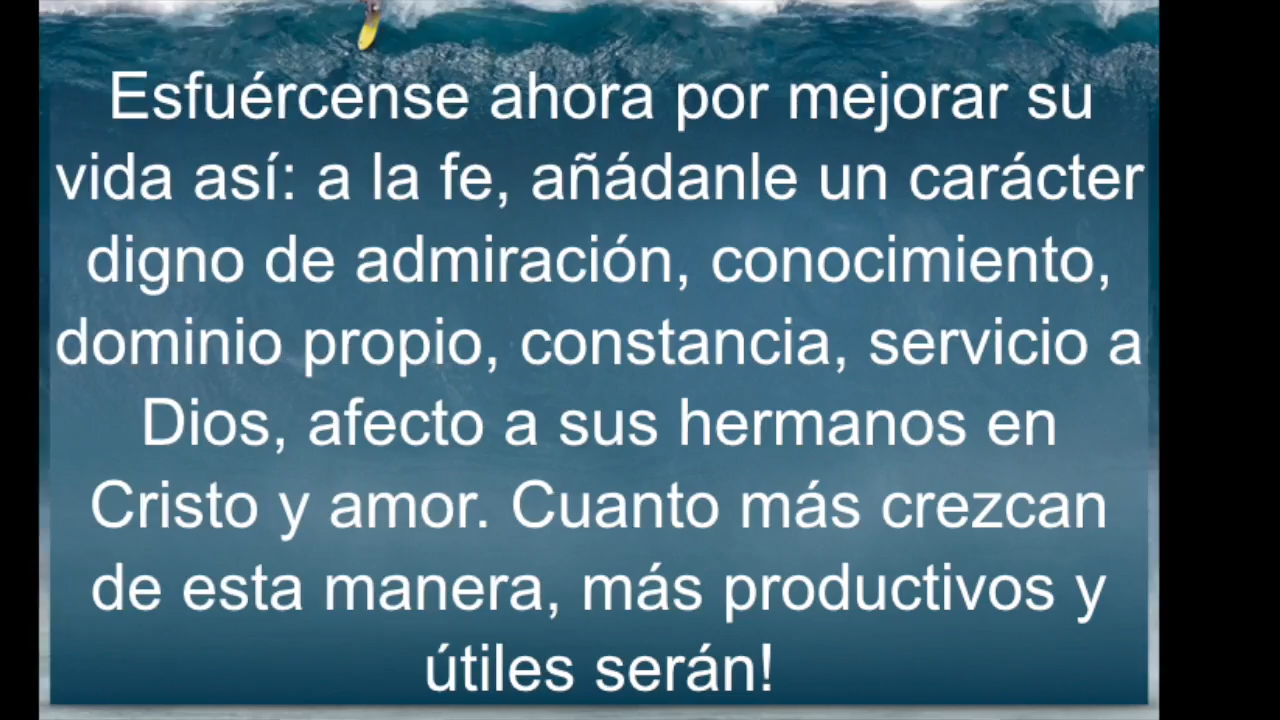 Esfuércense ahora por mejorar su
vida así: a la fe, añádanle un carácter
digno de admiración, conocimiento,
dominio propio, constancia, servicio a
Dios, afecto a sus hermanos en
Cristo y amor. Cuanto más crezcan
de esta manera, más productivos y
útiles serán!